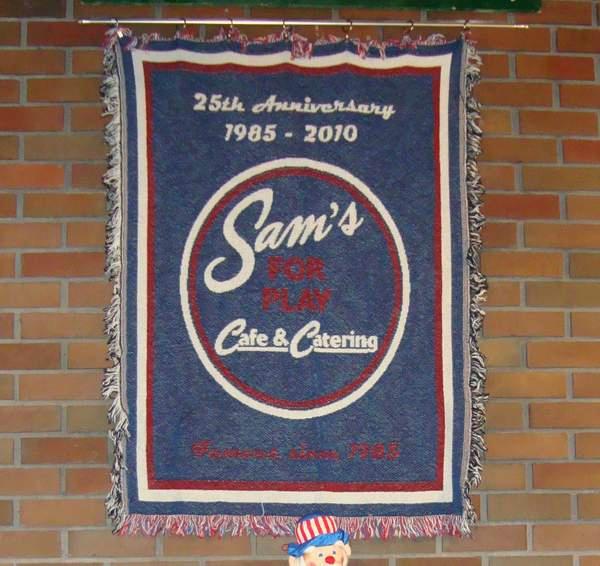 25th Anniversary
1985 - 2010
Sam's
FOR
PLAY
Cafe & Catering
Famous since 1985